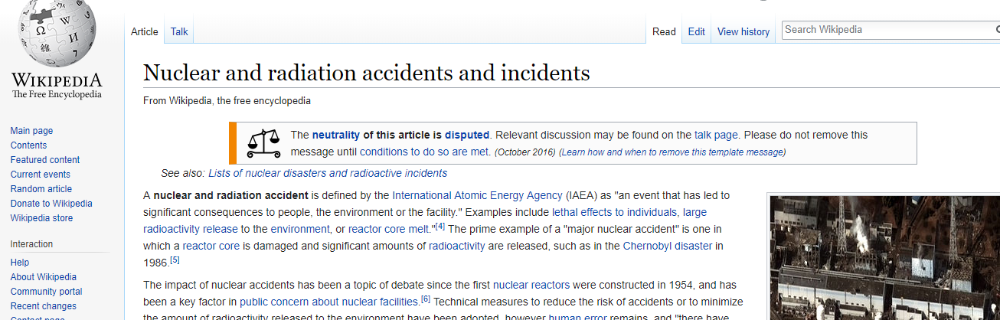 Article
Talk
Read
Edit
View history
Search Wikipedia
WIKIPEDIA
The Free Encyclopedia
Nuclear and radiation accidents and incidents
From Wikipedia, the free encyclopedia
The neutrality of this article is disputed. Relevant discussion may be found on the talk page. Please do not remove this
message until conditions to do so are met. (October 2016) (Learn how and when to remove this template message)
See also: Lists of nuclear disasters and radioactive incidents
A nuclear and radiation accident is defined by the International Atomic Energy Agency (IAEA) as "an event that has led to
significant consequences to people, the environment or the facility." Examples include lethal effects to individuals, large
radioactivity release to the environment, or reactor core melt."[4] The prime example of a "major nuclear accident" is one in
which a reactor core is damaged and significant amounts of radioactivity are released, such as in the Chernobyl disaster in
1986.[5]
The impact of nuclear accidents has been a topic of debate since the first nuclear reactors were constructed in 1954, and has
been a key factor in public concern about nuclear facilities.[6] Technical measures to reduce the risk of accidents or to minimize
the amount of radioactivity released to the environment have been adopted, however human error remains, and "there have
Main page
Contents
Featured content
Current events
Random article
Donate to Wikipedia
Wikipedia store
Interaction
Help
About Wikipedia
Community portal
Recent changes
Contact page